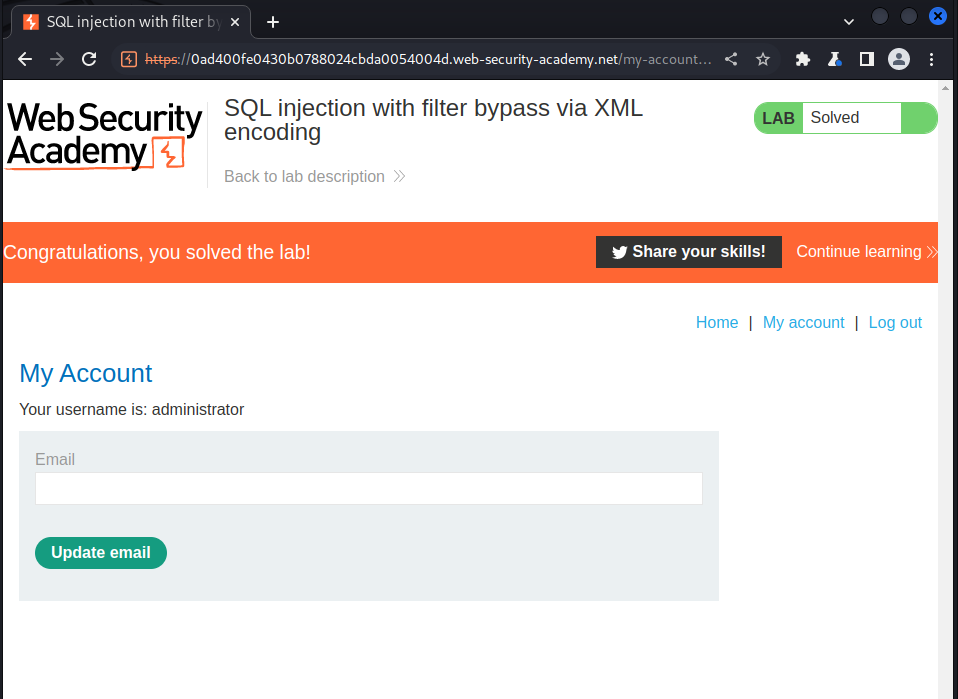 SQL injection with filter by
https://0ad400fe0430b0788024cbda0054004d.web-security-academy.net/my-account...
Web Security
Academy
SQL injection with filter bypass via XML
encoding
Back to lab description
LAB Solved
Congratulations, you solved the lab!
Share your skills!
Continue learning
Home | My account | Log out
My Account
Your username is: administrator
Email
Update email